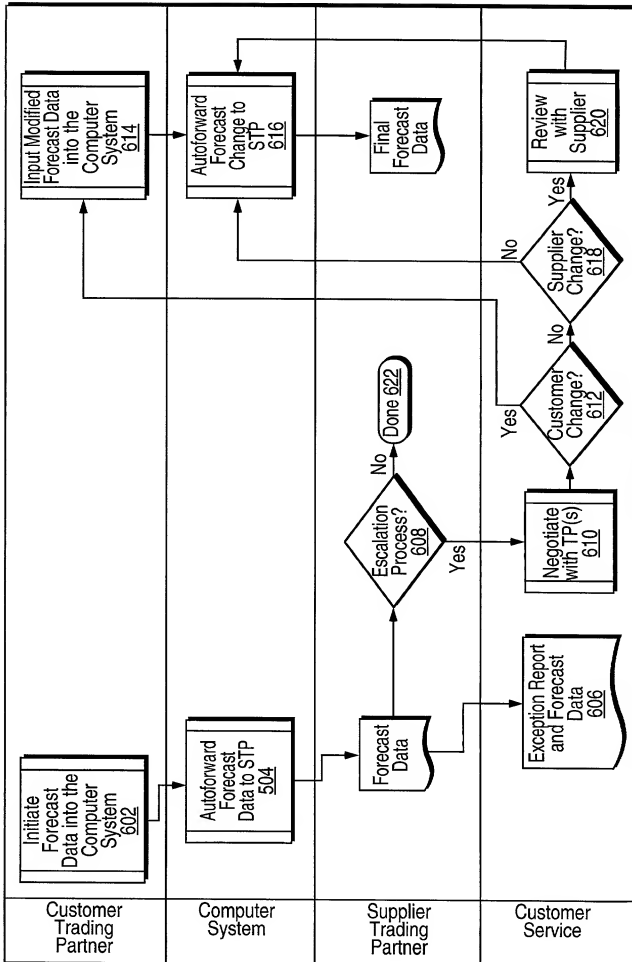 Customer
Trading
Partner
Initiate
Forecast
Data into the
Computer
System
602
Input Modified
Forecast Data
into the
Computer
System
614
Computer
System
Autoforward
Forecast
Data to STP
504
Autoforward
Forecast
Change to
STP
616
Supplier
Trading
Partner
Forecast
Data
Escalation
Process?
608
No
Yes
Done 622
Final
Forecast
Data
Customer
Service
Exception Report
and Forecast
Data
606
Negotiate
with TP(s)
610
Customer
Change?
612
Yes
No
Supplier
Change?
618
No
Yes
Review
with
Supplier
620